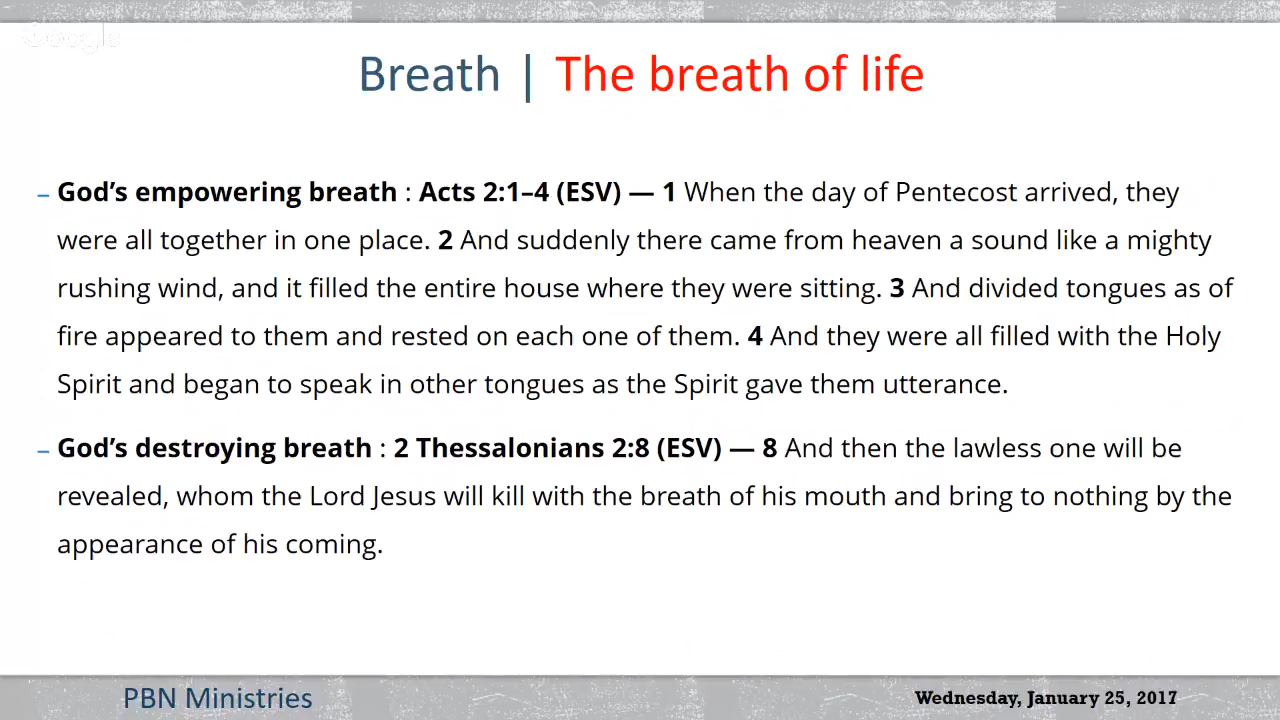 Google
Breath | The breath of life
– God’s empowering breath : Acts 2:1–4 (ESV) — 1 When the day of Pentecost arrived, they
were all together in one place. 2 And suddenly there came from heaven a sound like a mighty
rushing wind, and it filled the entire house where they were sitting. 3 And divided tongues as of
fire appeared to them and rested on each one of them. 4 And they were all filled with the Holy
Spirit and began to speak in other tongues as the Spirit gave them utterance.
– God’s destroying breath : 2 Thessalonians 2:8 (ESV) — 8 And then the lawless one will be
revealed, whom the Lord Jesus will kill with the breath of his mouth and bring to nothing by the
appearance of his coming.
PBN Ministries
Wednesday, January 25, 2017